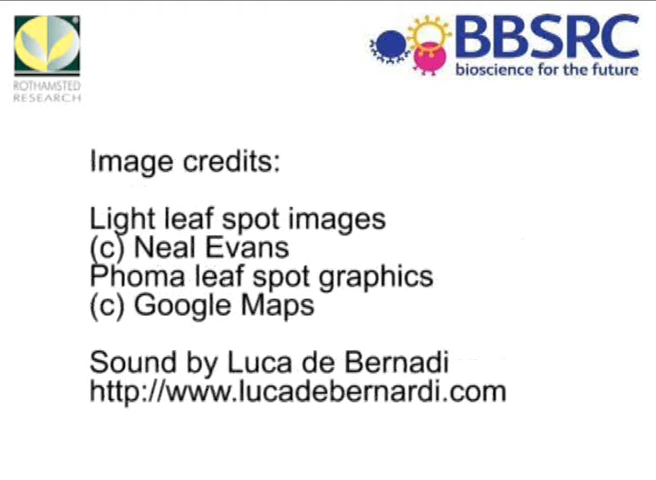 ROTHAMSTED
RESEARCH
BBSRC
bioscience for the future
Image credits:
Light leaf spot images
(c) Neal Evans
Phoma leaf spot graphics
(c) Google Maps
Sound by Luca de Bernadi
http://www.lucadebernardi.com